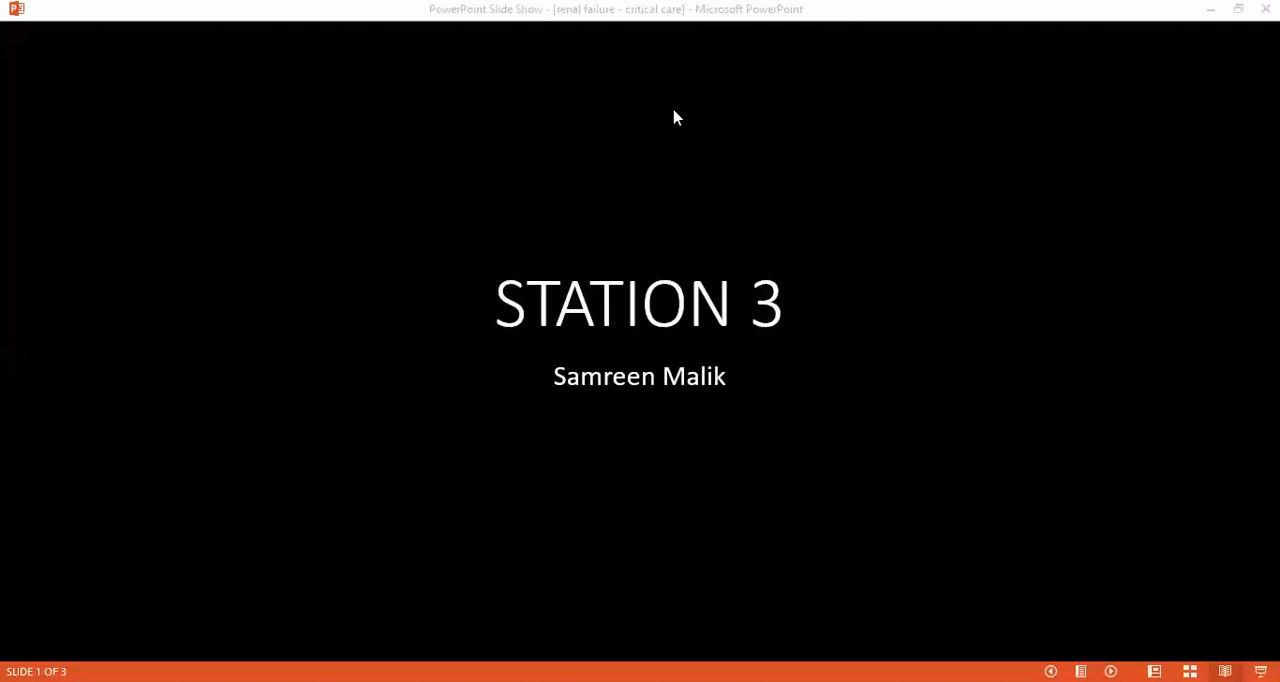 PowerPoint Slide Show - [renal failure - critical care] - Microsoft PowerPoint
STATION 3
Samreen Malik
SLIDE 1 OF 3